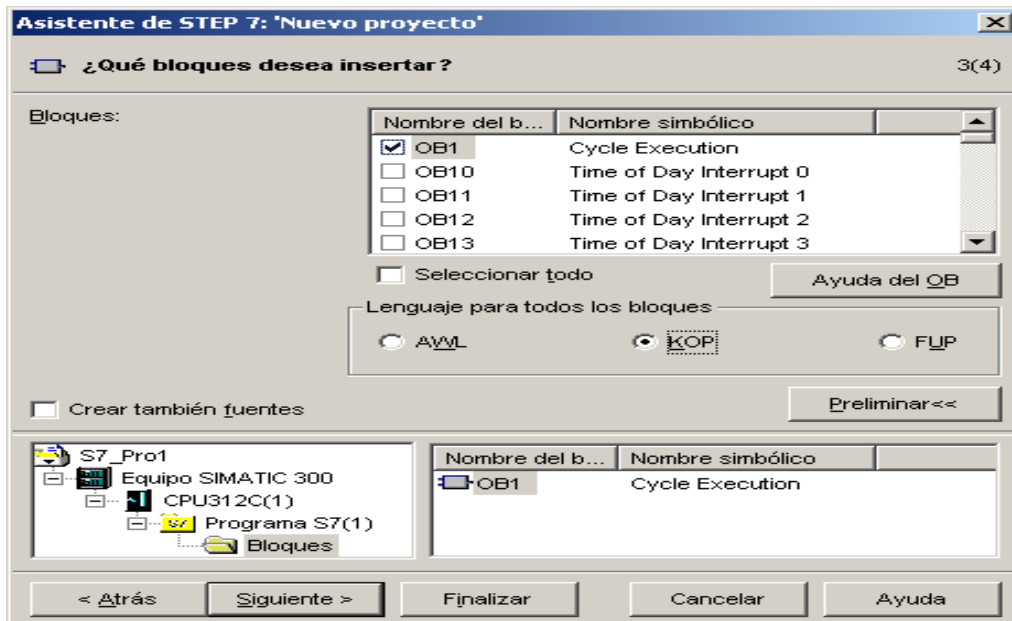 Asistente de STEP 7: 'Nuevo proyecto'
¿Qué bloques desea insertar?
3(4)
Bloques:
Nombre del b... Nombre simbólico
OB1 Cycle Execution
OB10 Time of Day Interrupt 0
OB11 Time of Day Interrupt 1
OB12 Time of Day Interrupt 2
OB13 Time of Day Interrupt 3
Seleccionar todo
Ayuda del OB
Lenguaje para todos los bloques
AWL KOP FUP
Crear también fuentes
Preliminar<<
S7_Pro1
Equipo SIMATIC 300
CPU312C(1)
Programa S7(1)
Bloques
Nombre del b... Nombre simbólico
OB1 Cycle Execution
< Atrás Siguiente > Finalizar Cancelar Ayuda